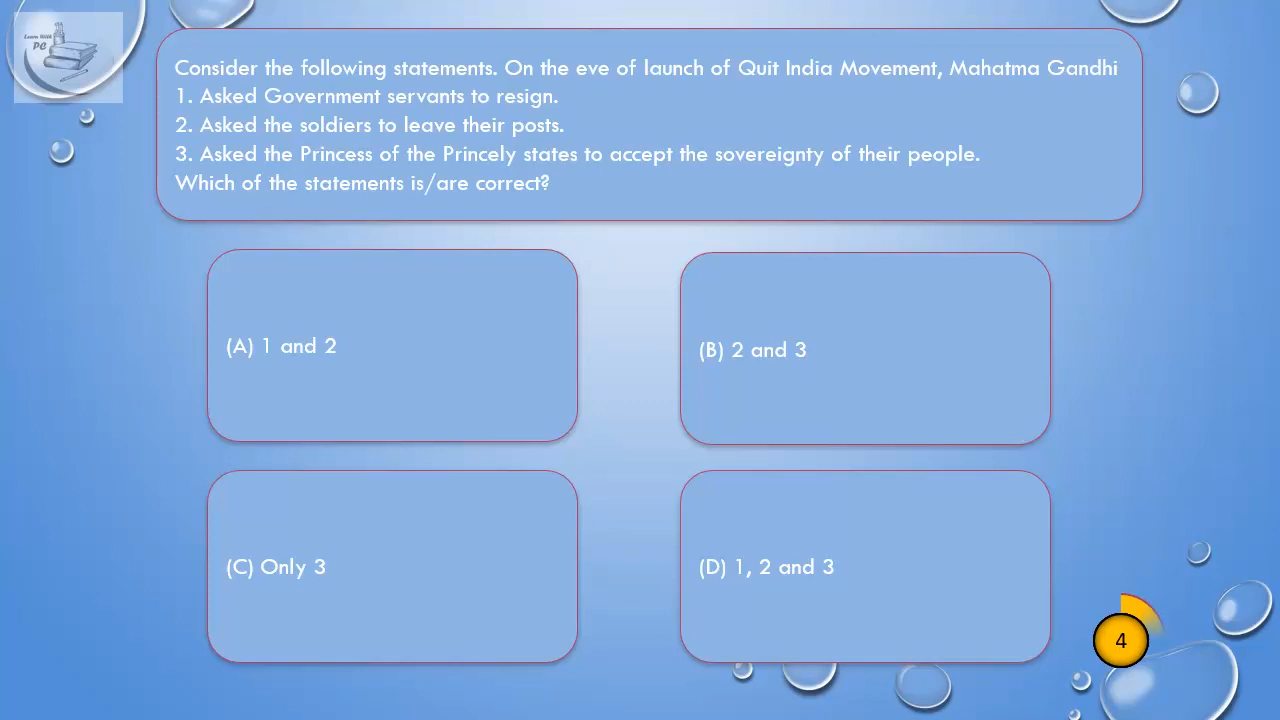 Learn With
PC
Consider the following statements. On the eve of launch of Quit India Movement, Mahatma Gandhi
1. Asked Government servants to resign.
2. Asked the soldiers to leave their posts.
3. Asked the Princess of the Princely states to accept the sovereignty of their people.
Which of the statements is/are correct?
(A) 1 and 2
(B) 2 and 3
(C) Only 3
(D) 1, 2 and 3
4